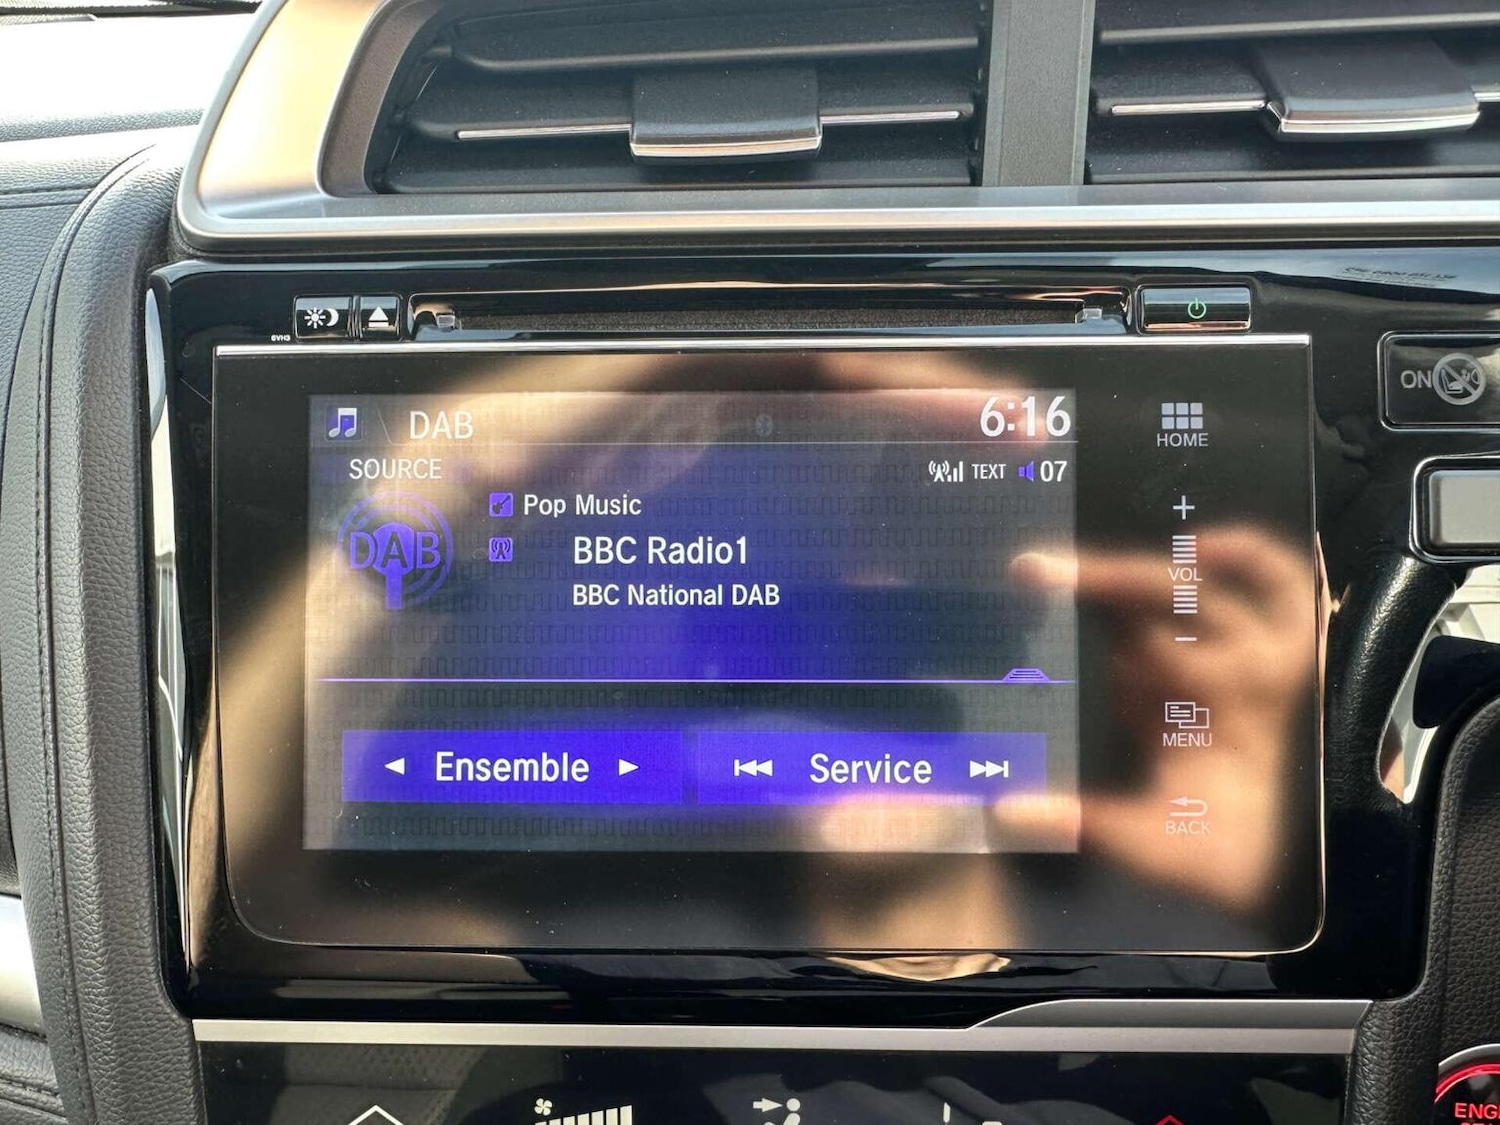 6VH3
ON
DAB
6:16
HOME
SOURCE
TEXT 07
+
Pop Music
DAB
BBC Radio1
VOL
BBC National DAB
−
MENU
Ensemble
Service
BACK